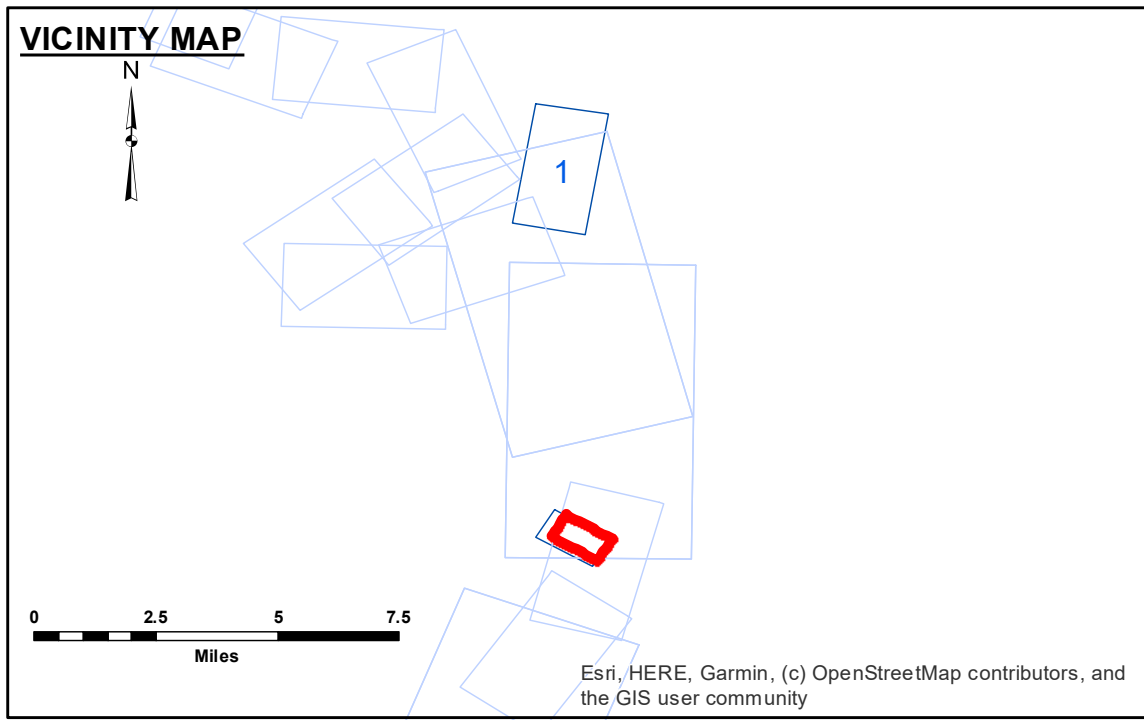 VICINITY MAP
N
1
0 2.5 5 7.5
Miles
Esri, HERE, Garmin, (c) OpenStreetMap contributors, and
the GIS user community